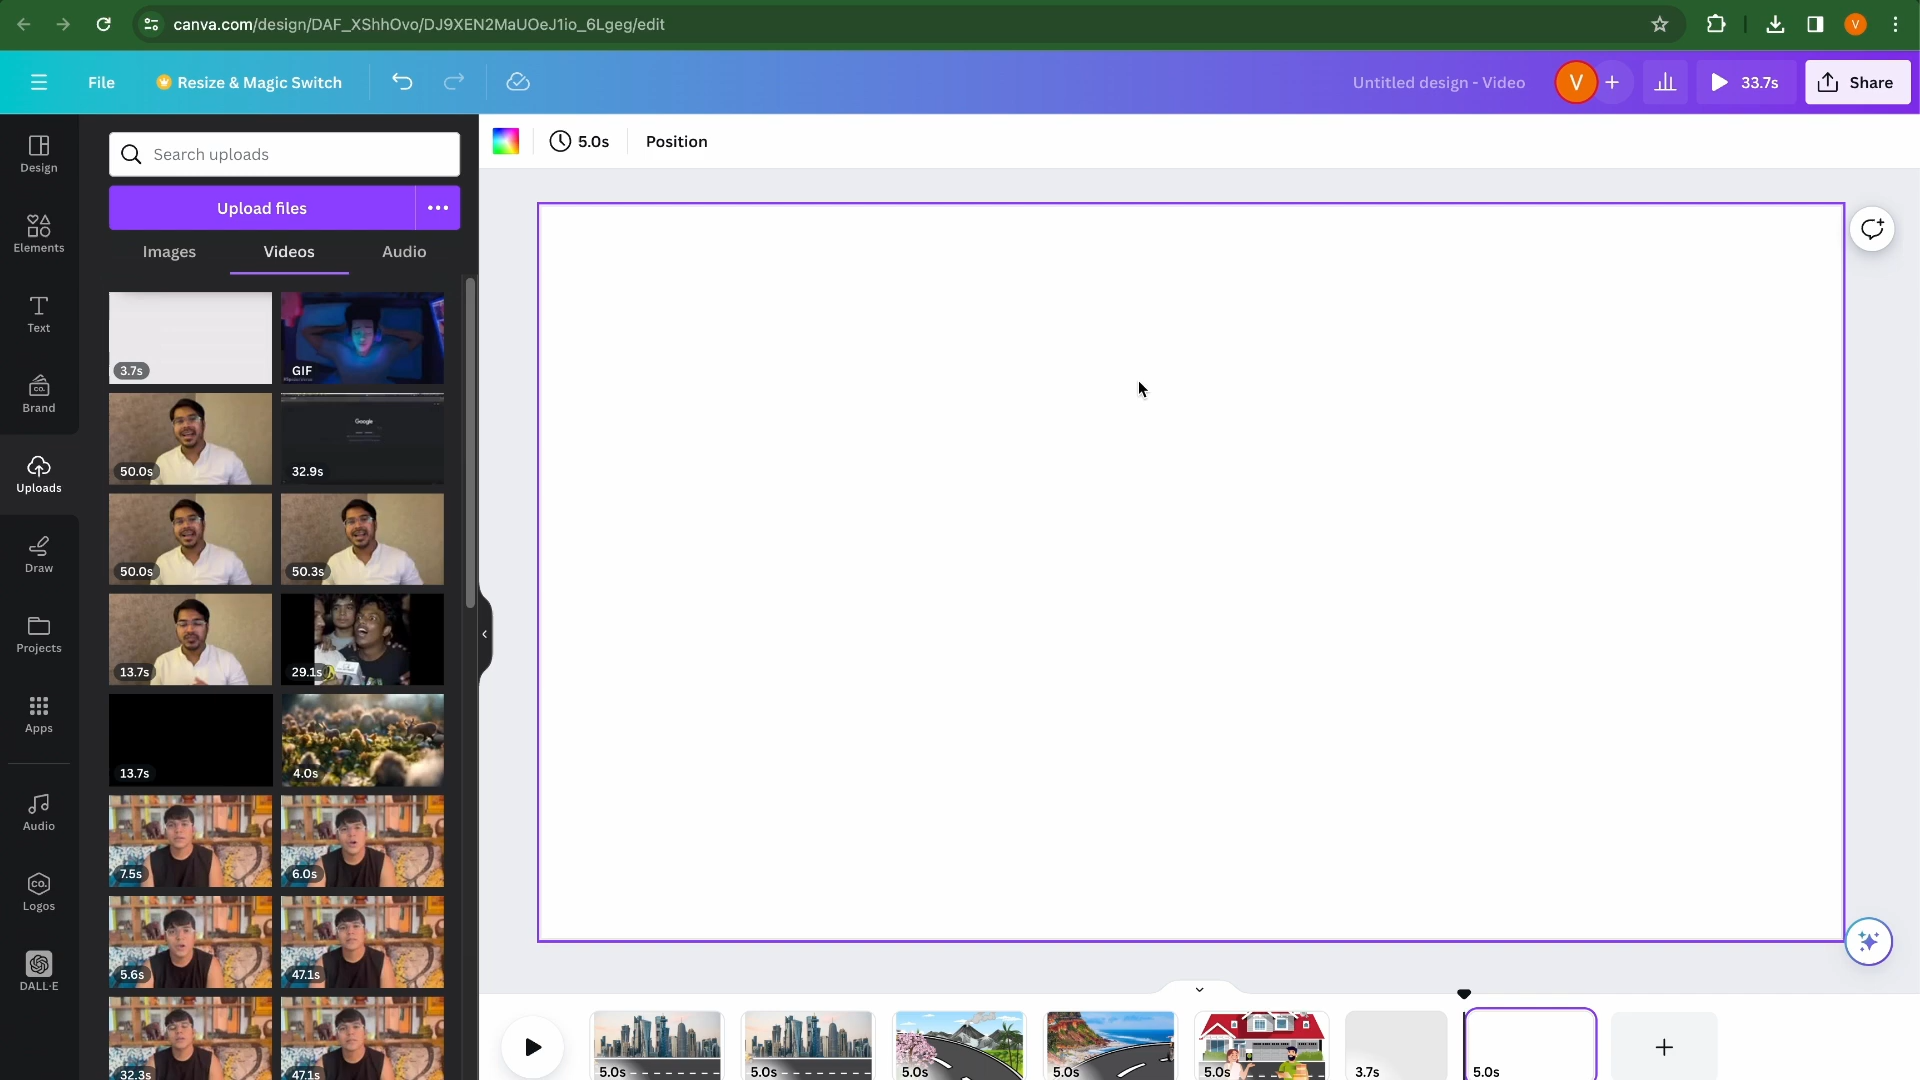 canva.com/design/DAF_XShhOvo/DJ9XEN2MaUOeJ1io_6Lgeg/edit
V
File
Resize & Magic Switch
Untitled design - Video
V
33.7s
Share
Design
Elements
Text
Brand
CO.
Uploads
Draw
Projects
Apps
Audio
Logos
CO.
DALL·E
Search uploads
Upload files
Images
Videos
Audio
3.7s
GIF
50.0s
Google
32.9s
50.0s
50.3s
13.7s
29.1s
13.7s
4.0s
7.5s
6.0s
5.6s
47.1s
32.3s
47.1s
5.0s
Position
5.0s
5.0s
5.0s
5.0s
5.0s
3.7s
5.0s